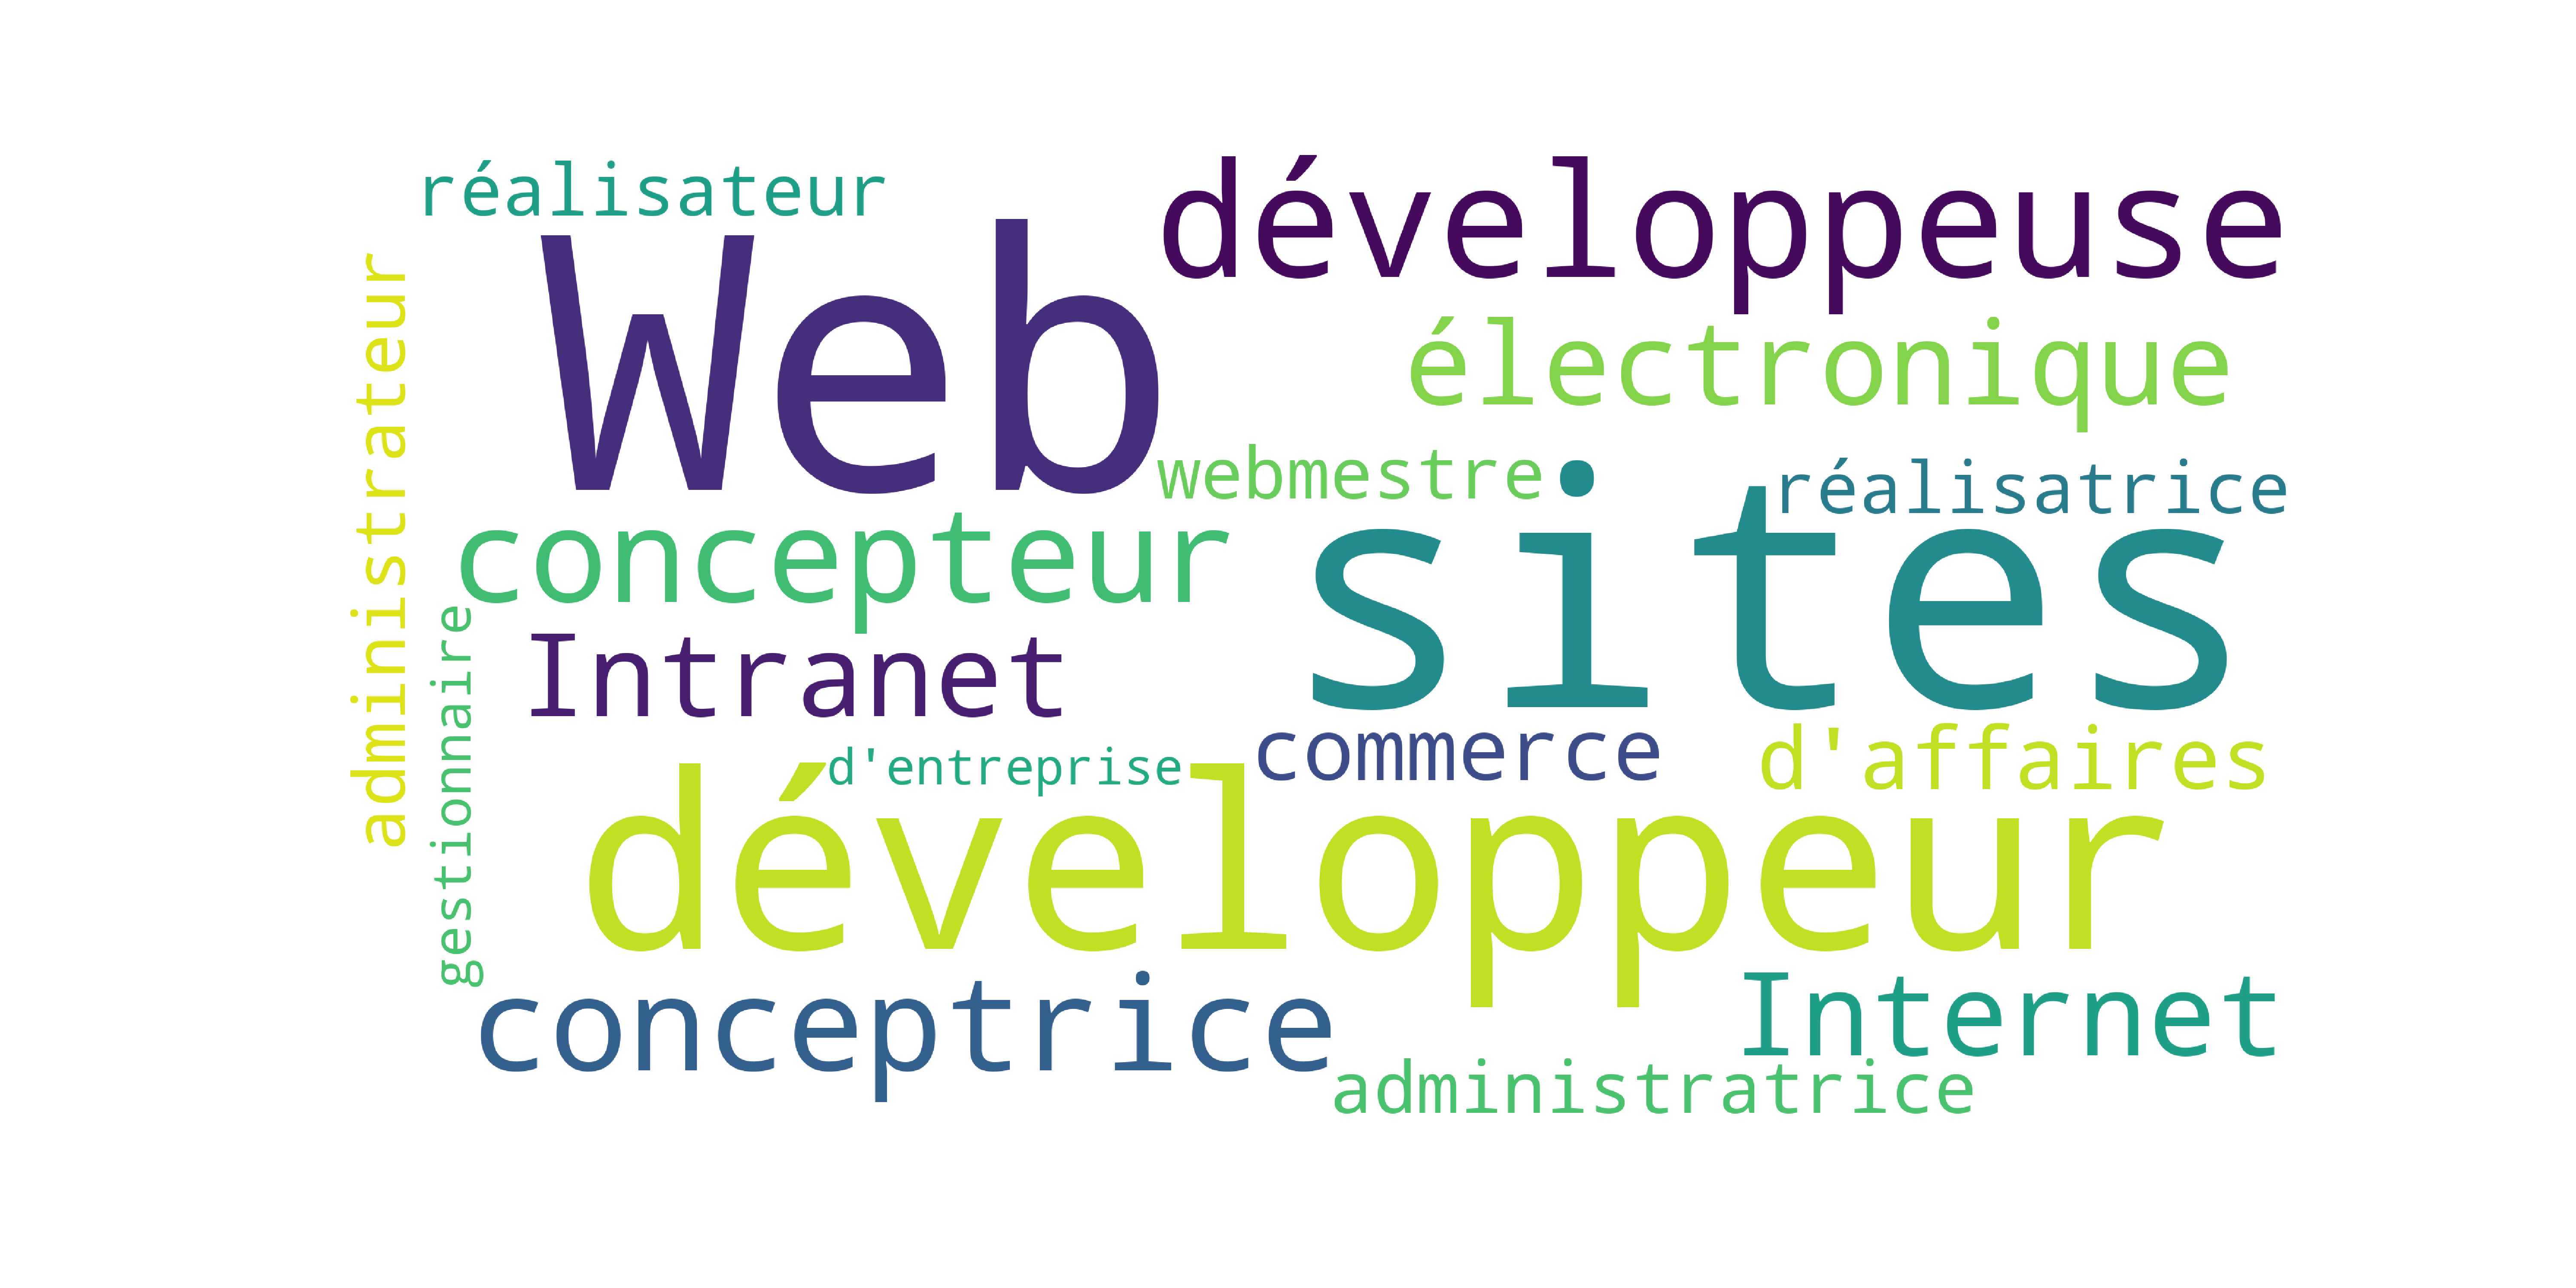 réalisateur
développeuse
Web
électronique
administrateur
webmestre
réalisatrice
sites
concepteur
Intranet
gestionnaire
commerce
d'affaires
d'entreprise
développeur
conceptrice
Internet
administratrice